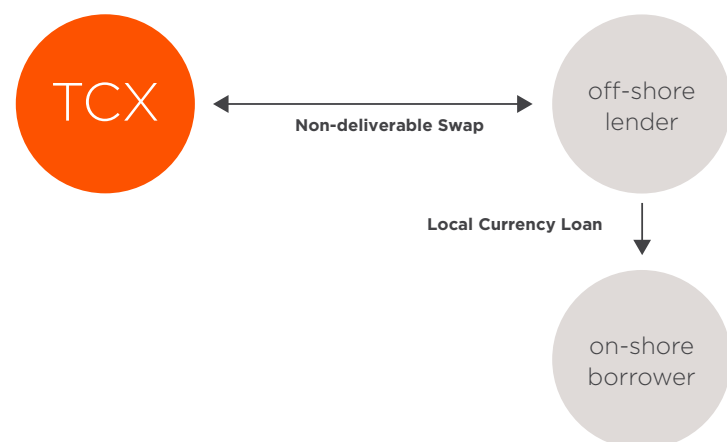 TCX
off-shore
lender
Non-deliverable Swap
Local Currency Loan
on-shore
borrower